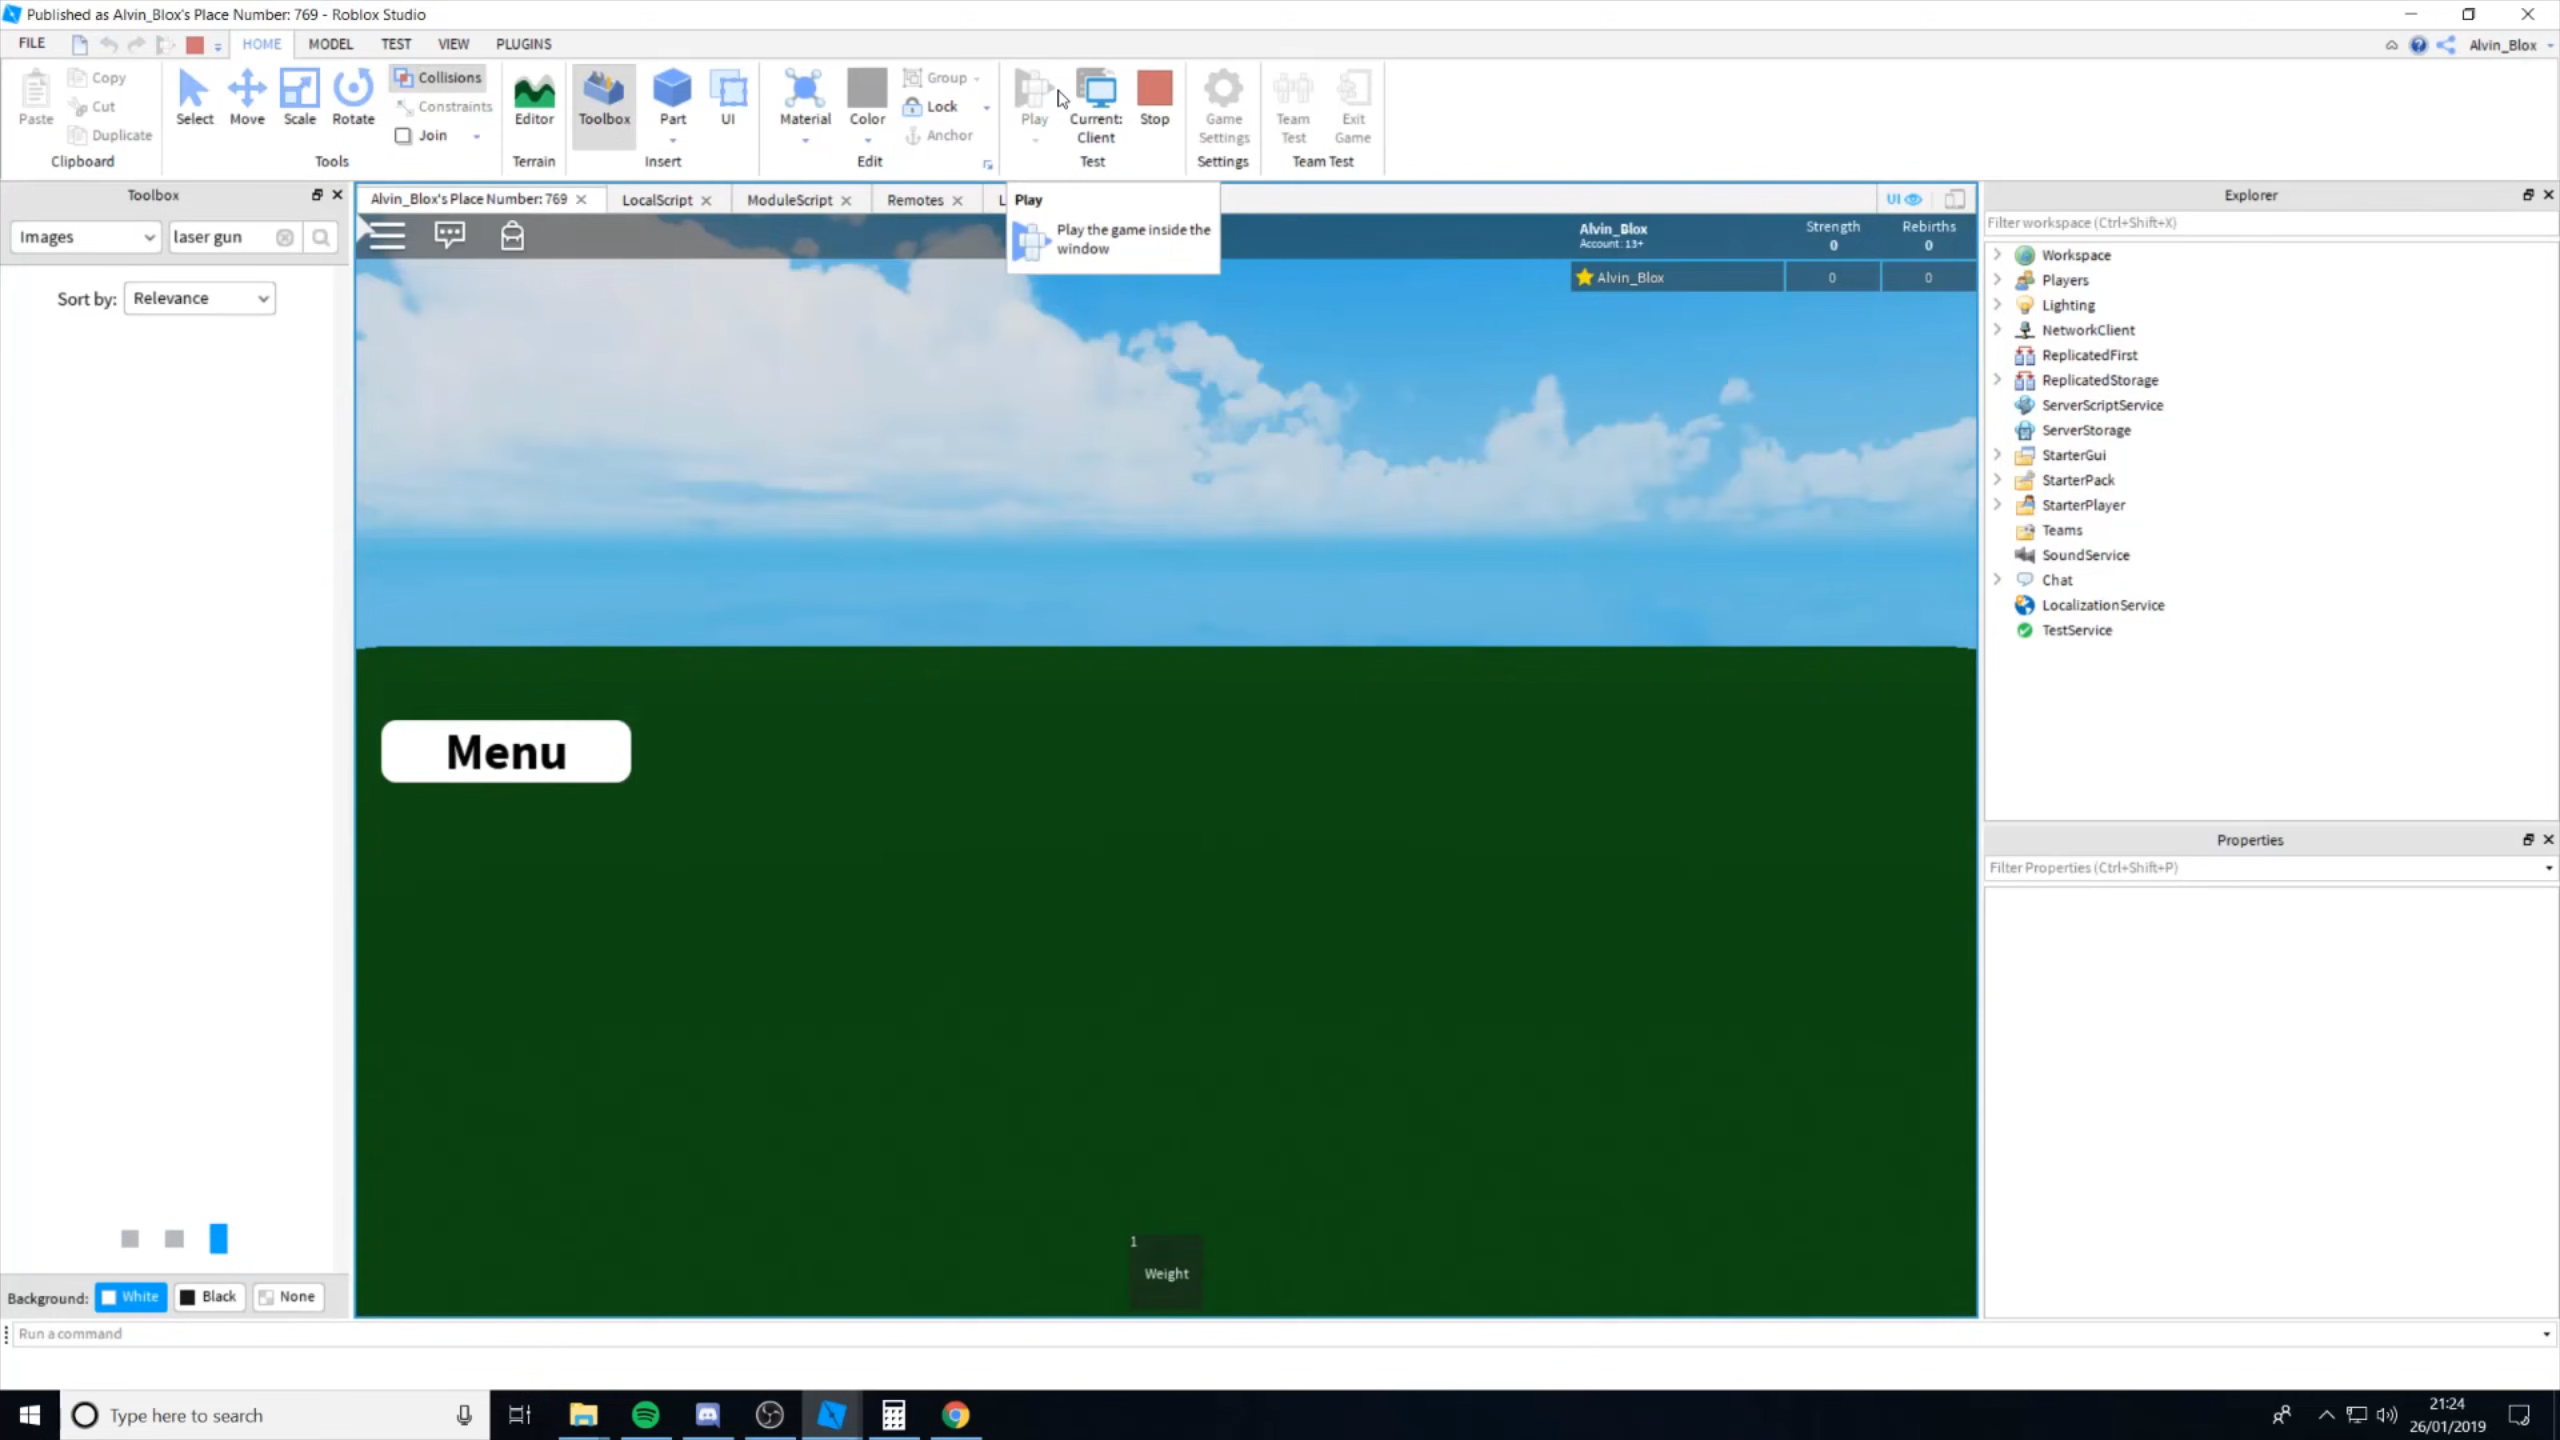 Published as Alvin_Blox's Place Number: 769 - Roblox Studio
FILE HOME MODEL TEST VIEW PLUGINS Alvin_Blox
Paste Copy Cut Duplicate
Clipboard
Select Move Scale Rotate
Collisions
Constraints
Join
Tools
Editor
Terrain
Toolbox Part UI
Insert
Material Color
Group
Lock
Anchor
Edit
Play
Current:
Client
Stop
Test
Game
Settings
Settings
Team
Test
Exit
Game
Team Test
Toolbox
Images laser gun
Sort by: Relevance
Background: White Black None
Alvin_Blox's Place Number: 769 LocalScript ModuleScript Remotes L
UI
Play
Play the game inside the
window
Alvin_Blox
Account: 13+
Strength
0
Rebirths
0
Alvin_Blox 0 0
Menu
1
Weight
Explorer
Filter workspace (Ctrl+Shift+X)
Workspace
Players
Lighting
NetworkClient
ReplicatedFirst
ReplicatedStorage
ServerScriptService
ServerStorage
StarterGui
StarterPack
StarterPlayer
Teams
SoundService
Chat
LocalizationService
TestService
Properties
Filter Properties (Ctrl+Shift+P)
Run a command
Type here to search
21:24
26/01/2019